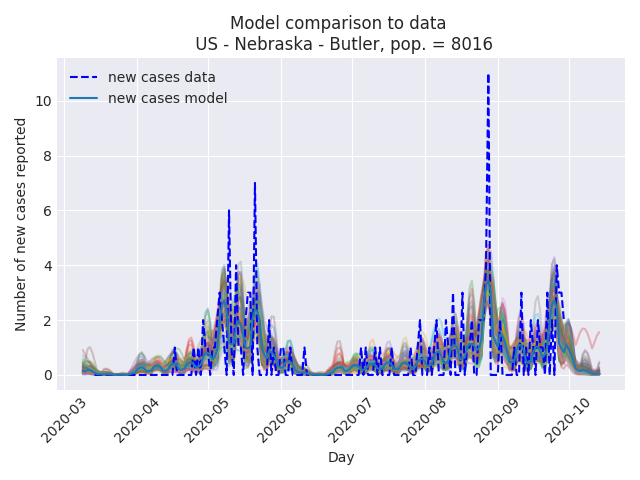 Model comparison to data
US - Nebraska - Butler, pop. = 8016
new cases data
new cases model
Number of new cases reported
10
8
6
4
2
0
2020-03
2020-04
2020-05
2020-06
2020-07
2020-08
2020-09
2020-10
Day